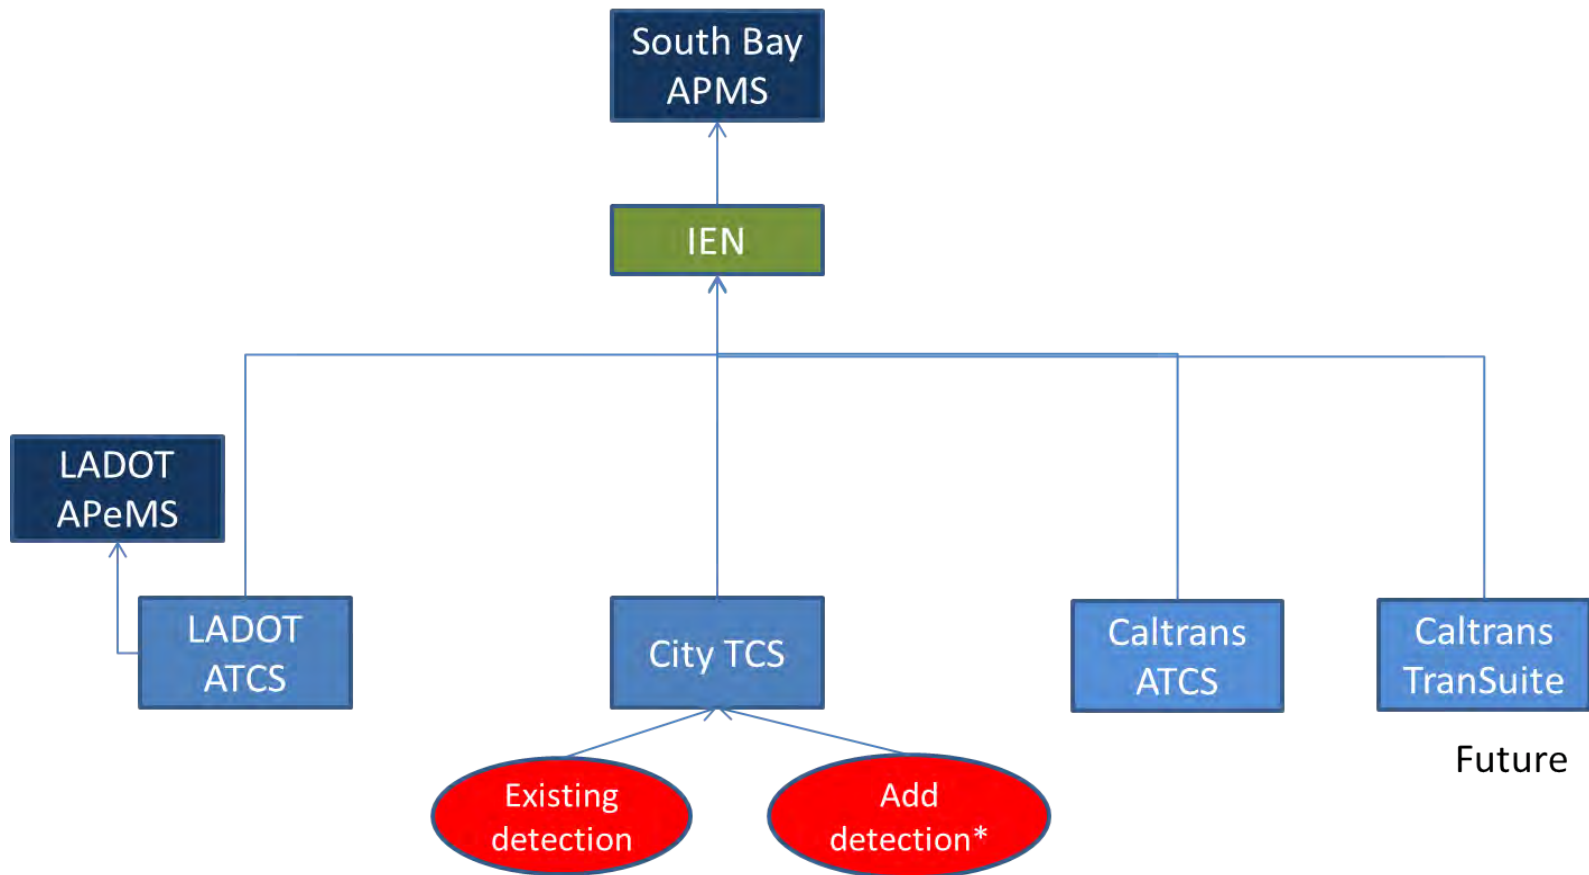 South Bay
APMS
IEN
LADOT
APeMS
LADOT
ATCS
City TCS
Caltrans
ATCS
Caltrans
TranSuite
Future
Existing
detection
Add
detection*